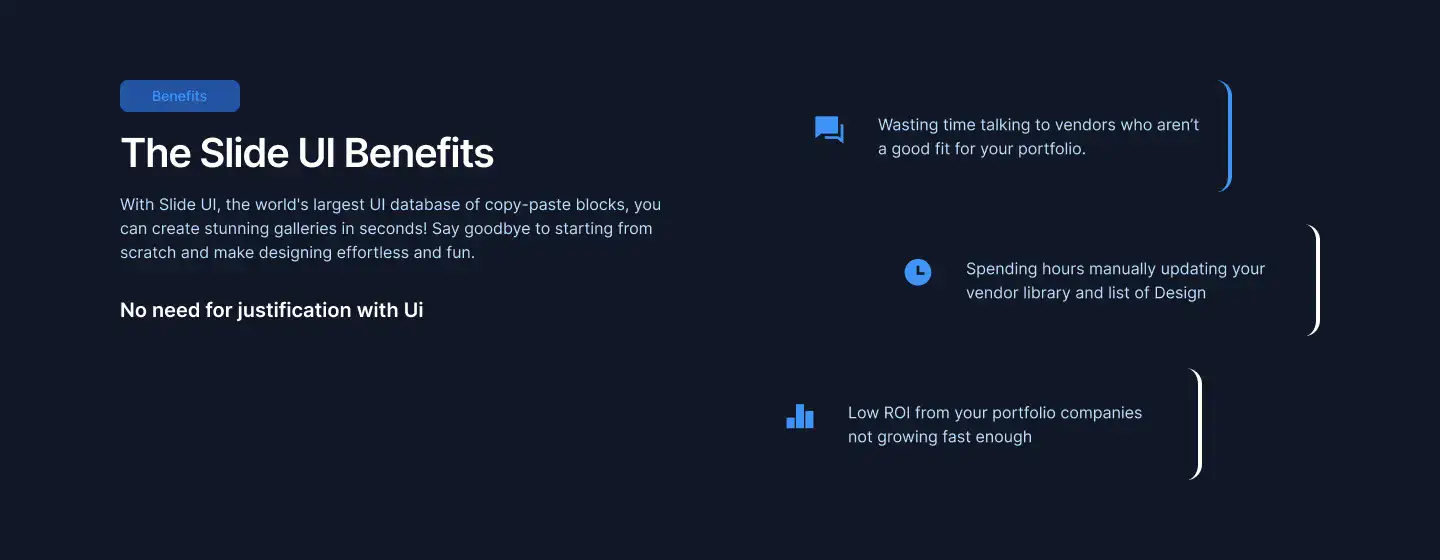 Benefits
The Slide UI Benefits
With Slide UI, the world's largest UI database of copy-paste blocks, you
can create stunning galleries in seconds! Say goodbye to starting from
scratch and make designing effortless and fun.
No need for justification with Ui
Wasting time talking to vendors who aren’t
a good fit for your portfolio.
Spending hours manually updating your
vendor library and list of Design
Low ROI from your portfolio companies
not growing fast enough